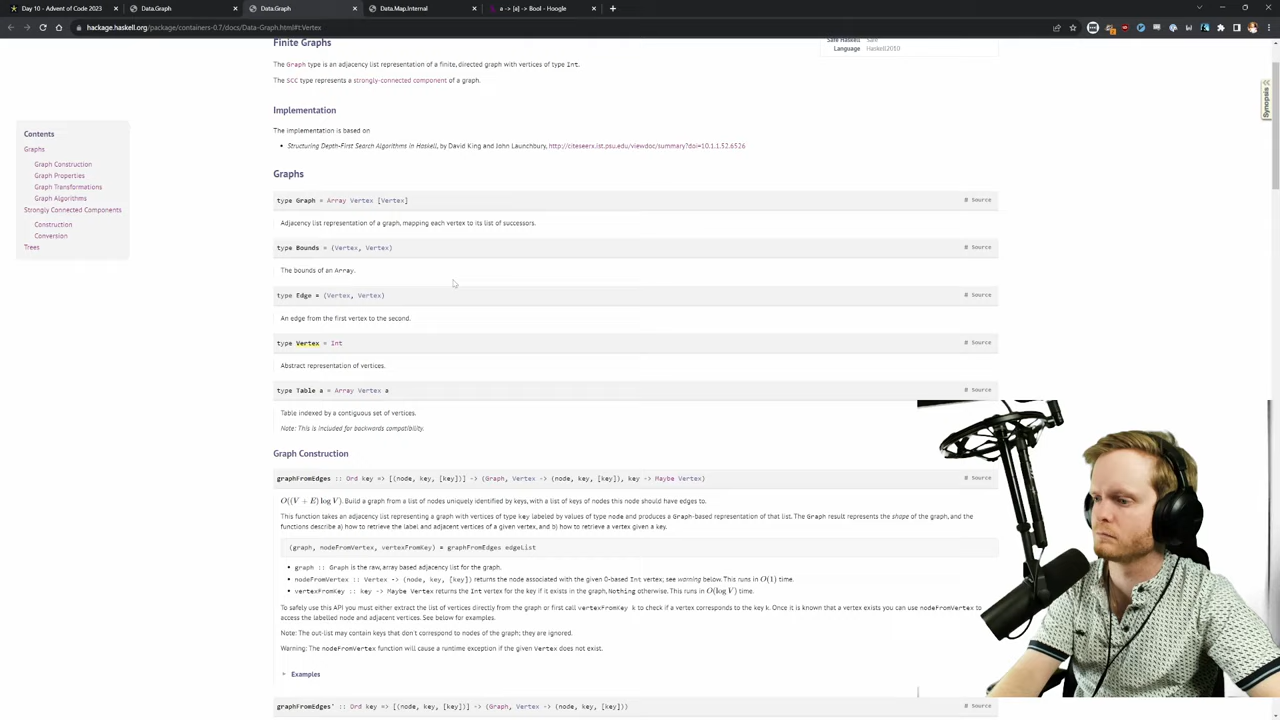 Day 10 - Advent of Code 2023
Data.Graph
Data.Graph
Data.Map.Internal
a -> [a] -> Bool - Hoogle
hackage.haskell.org/package/containers-0.7/docs/Data-Graph.html#t:Vertex
Finite Graphs
Safe Haskell Safe
Language Haskell2010
The Graph type is an adjacency list representation of a finite, directed graph with vertices of type Int.
The SCC type represents a strongly-connected component of a graph.
Synopsis
Implementation
The implementation is based on
• Structuring Depth-First Search Algorithms in Haskell, by David King and John Launchbury, http://citeseerx.ist.psu.edu/viewdoc/summary?doi=10.1.1.52.6526
Contents
Graphs
Graph Construction
Graph Properties
Graph Transformations
Graph Algorithms
Strongly Connected Components
Construction
Conversion
Trees
Graphs
type Graph = Array Vertex [Vertex] # Source
Adjacency list representation of a graph, mapping each vertex to its list of successors.
type Bounds = (Vertex, Vertex) # Source
The bounds of an Array.
type Edge = (Vertex, Vertex) # Source
An edge from the first vertex to the second.
type Vertex = Int # Source
Abstract representation of vertices.
type Table a = Array Vertex a # Source
Table indexed by a contiguous set of vertices.
Note: This is included for backwards compatibility.
Graph Construction
graphFromEdges :: Ord key => [(node, key, [key])] -> (Graph, Vertex -> (node, key, [key]), key -> Maybe Vertex) # Source
O((V + E) log V). Build a graph from a list of nodes uniquely identified by keys, with a list of keys of nodes this node should have edges to.
This function takes an adjacency list representing a graph with vertices of type key labeled by values of type node and produces a Graph-based representation of that list. The Graph result represents the shape of the graph, and the
functions describe a) how to retrieve the label and adjacent vertices of a given vertex, and b) how to retrieve a vertex given a key.
(graph, nodeFromVertex, vertexFromKey) = graphFromEdges edgeList
• graph :: Graph is the raw, array based adjacency list for the graph.
• nodeFromVertex :: Vertex -> (node, key, [key]) returns the node associated with the given 0-based Int vertex; see warning below. This runs in O(1) time.
• vertexFromKey :: key -> Maybe Vertex returns the Int vertex for the key if it exists in the graph, Nothing otherwise. This runs in O(log V) time.
To safely use this API you must either extract the list of vertices directly from the graph or first call vertexFromKey k to check if a vertex corresponds to the key k. Once it is known that a vertex exists you can use nodeFromVertex to
access the labelled node and adjacent vertices. See below for examples.
Note: The out-list may contain keys that don't correspond to nodes of the graph; they are ignored.
Warning: The nodeFromVertex function will cause a runtime exception if the given Vertex does not exist.
Examples
graphFromEdges' :: Ord key => [(node, key, [key])] -> (Graph, Vertex -> (node, key, [key])) # Source